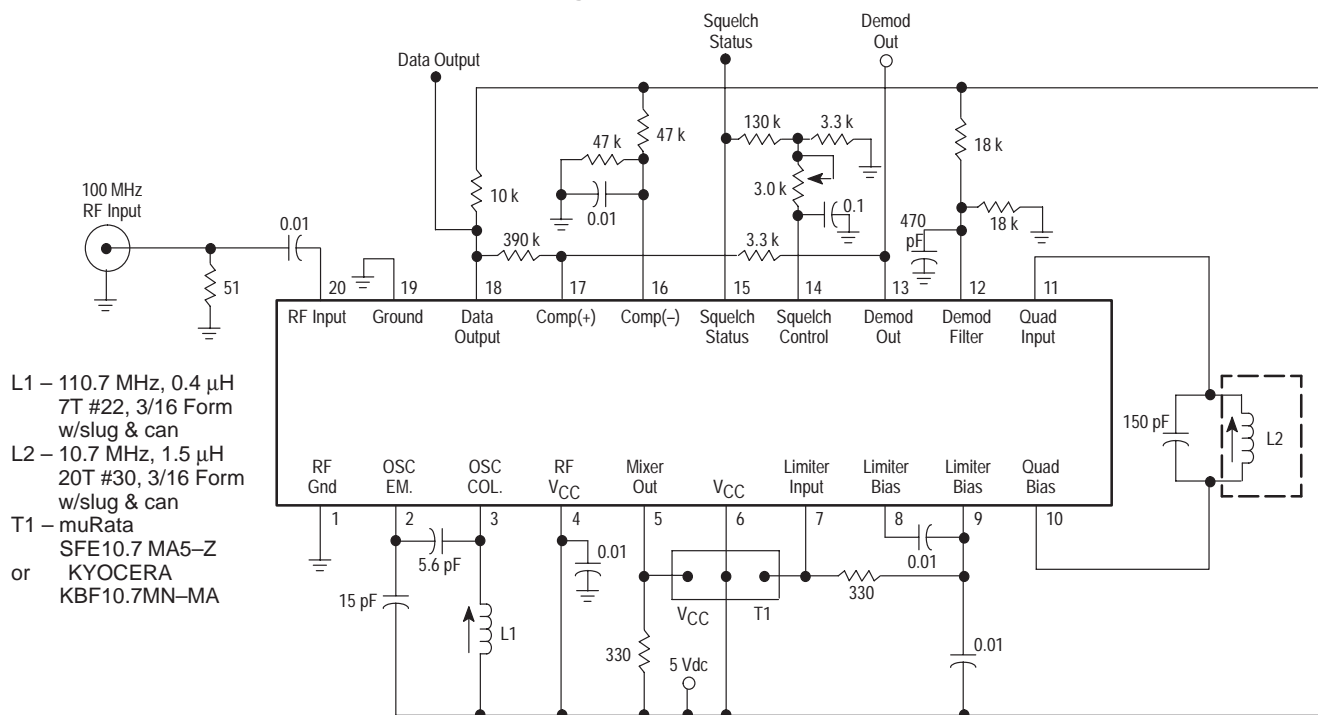 Squelch
Status
Demod
Out
Data Output
130 k
3.3 k
47 k
47 k
18 k
100 MHz
RF Input
10 k
3.0 k
0.01
0.1
0.01
470
pF
18 k
390 k
3.3 k
51
20
19
18
17
16
15
14
13
12
11
RF Input
Ground
Data
Output
Comp(+)
Comp(–)
Squelch
Status
Squelch
Control
Demod
Out
Demod
Filter
Quad
Input
L1 – 110.7 MHz, 0.4 μH
7T #22, 3/16 Form
w/slug & can
L2 – 10.7 MHz, 1.5 μH
20T #30, 3/16 Form
w/slug & can
T1 – muRata
SFE10.7 MA5–Z
or KYOCERA
KBF10.7MN–MA
150 pF
L2
RF
Gnd
OSC
EM.
OSC
COL.
RF
VCC
Mixer
Out
VCC
Limiter
Input
Limiter
Bias
Limiter
Bias
Quad
Bias
1
2
3
4
5
6
7
8
9
10
5.6 pF
0.01
0.01
15 pF
VCC
T1
330
L1
330
5 Vdc
0.01